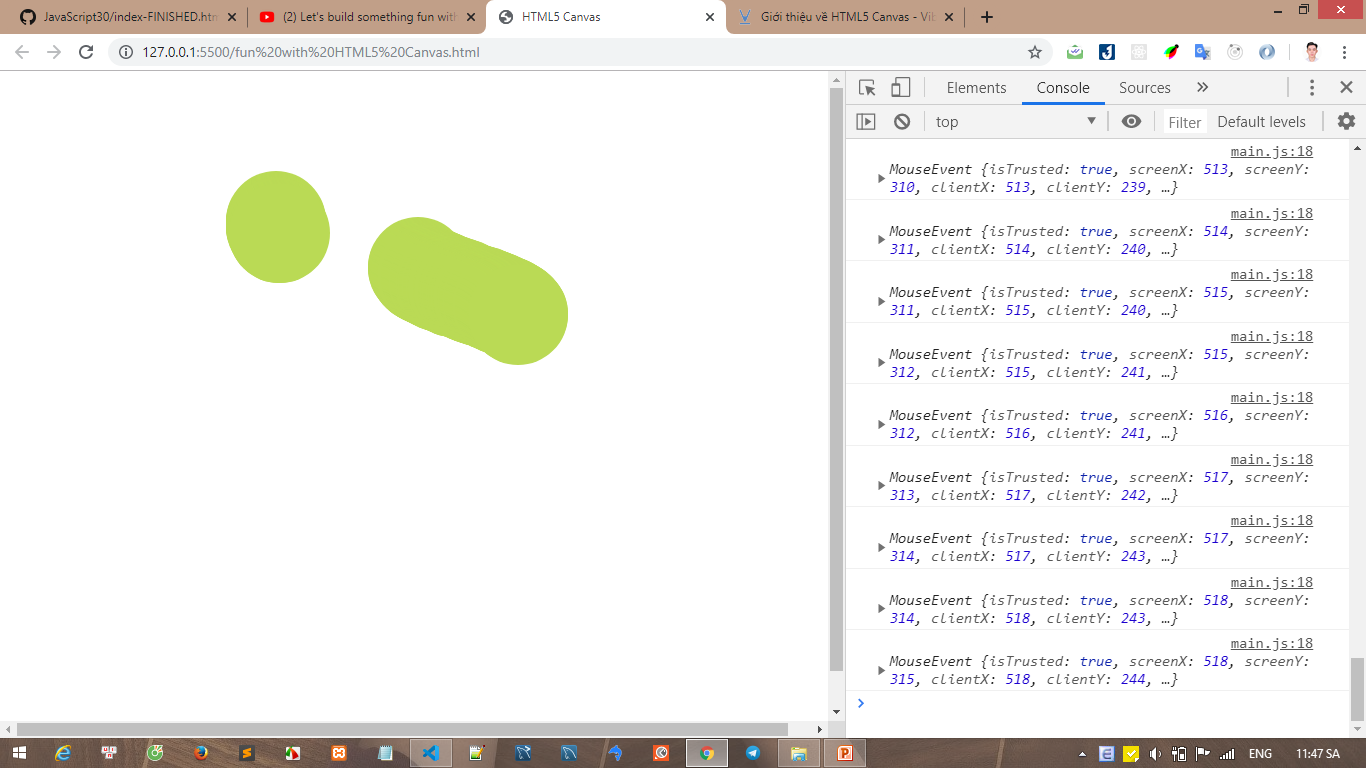 JavaScript30/index-FINISHED.htm
(2) Let's build something fun with
HTML5 Canvas
Giới thiệu về HTML5 Canvas - Vib
127.0.0.1:5500/fun%20with%20HTML5%20Canvas.html
Elements
Console
Sources
top
Filter
Default levels
main.js:18
MouseEvent {isTrusted: true, screenX: 513, screenY:
310, clientX: 513, clientY: 239, …}
main.js:18
MouseEvent {isTrusted: true, screenX: 514, screenY:
311, clientX: 514, clientY: 240, …}
main.js:18
MouseEvent {isTrusted: true, screenX: 515, screenY:
311, clientX: 515, clientY: 240, …}
main.js:18
MouseEvent {isTrusted: true, screenX: 515, screenY:
312, clientX: 515, clientY: 241, …}
main.js:18
MouseEvent {isTrusted: true, screenX: 516, screenY:
312, clientX: 516, clientY: 241, …}
main.js:18
MouseEvent {isTrusted: true, screenX: 517, screenY:
313, clientX: 517, clientY: 242, …}
main.js:18
MouseEvent {isTrusted: true, screenX: 517, screenY:
314, clientX: 517, clientY: 243, …}
main.js:18
MouseEvent {isTrusted: true, screenX: 518, screenY:
314, clientX: 518, clientY: 243, …}
main.js:18
MouseEvent {isTrusted: true, screenX: 518, screenY:
315, clientX: 518, clientY: 244, …}
ENG
11:47 SA